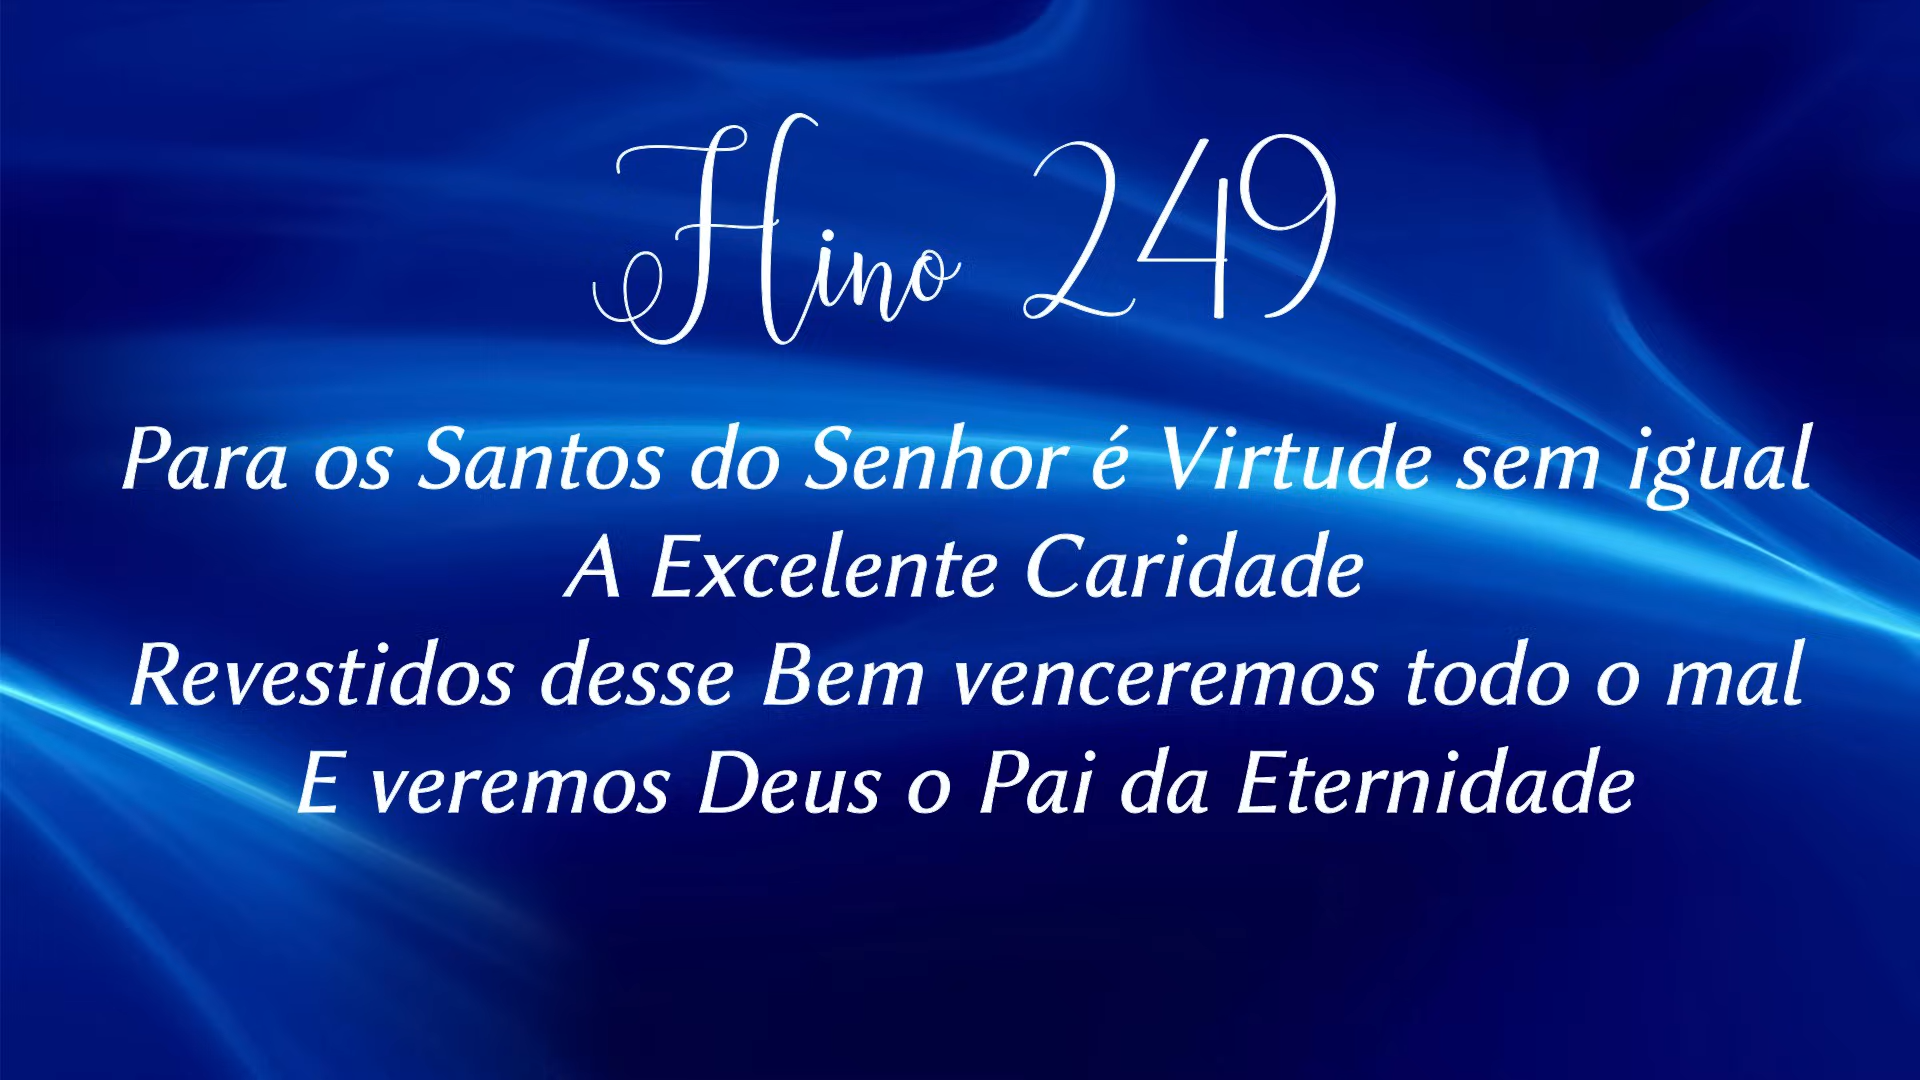 Hino 249
Para os Santos do Senhor é Virtude sem igual
A Excelente Caridade
Revestidos desse Bem venceremos todo o mal
E veremos Deus o Pai da Eternidade